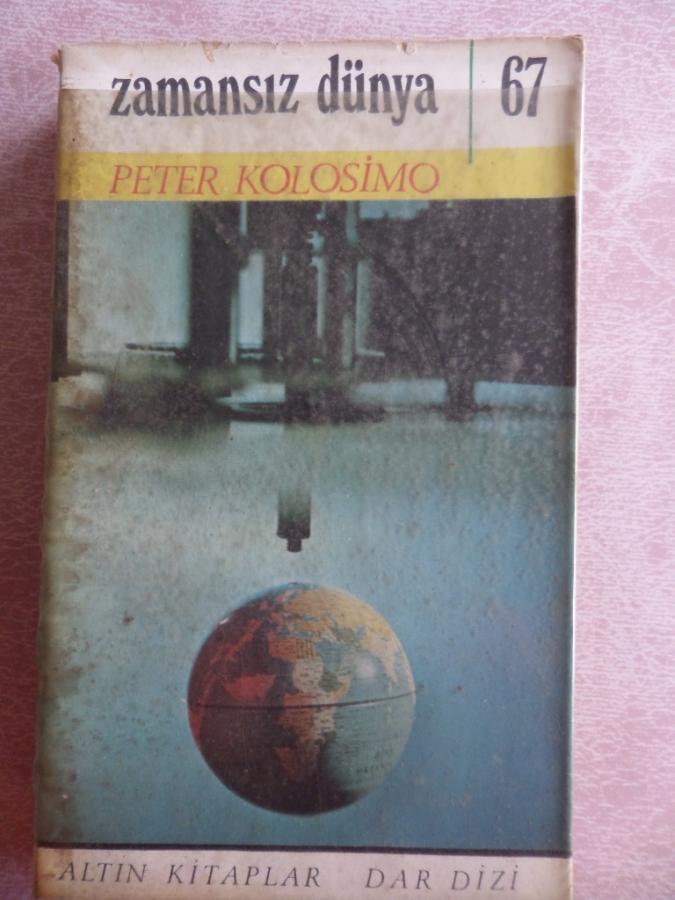 zamansız dünya 67
PETER KOLOSİMO
ALTIN KİTAPLAR DAR DİZİ